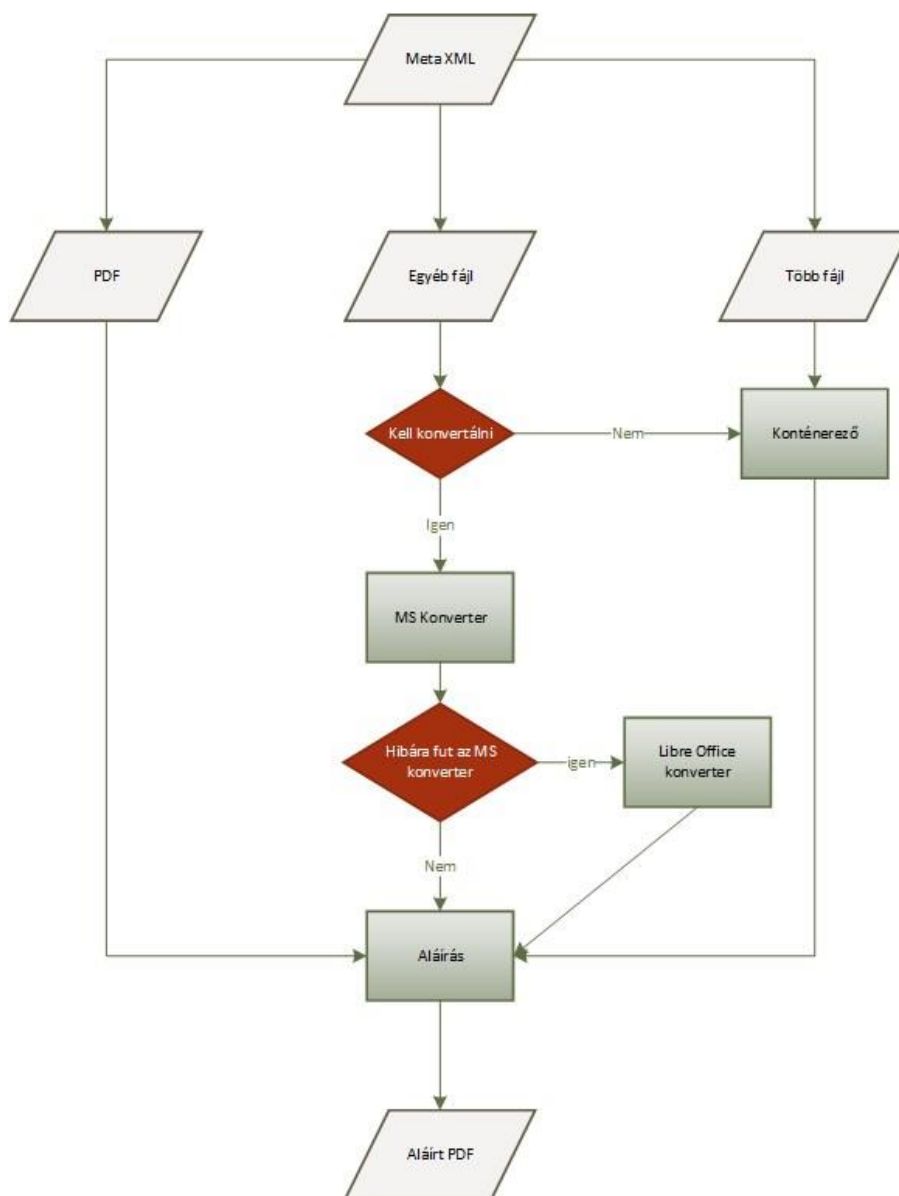 Meta XML
PDF
Egyéb fájl
Több fájl
Kell konvertálni
Nem
Konténerező
Igen
MS Konverter
Hibára fut az MS
konverter
igen
Libre Office
konverter
Nem
Aláírás
Aláírt PDF